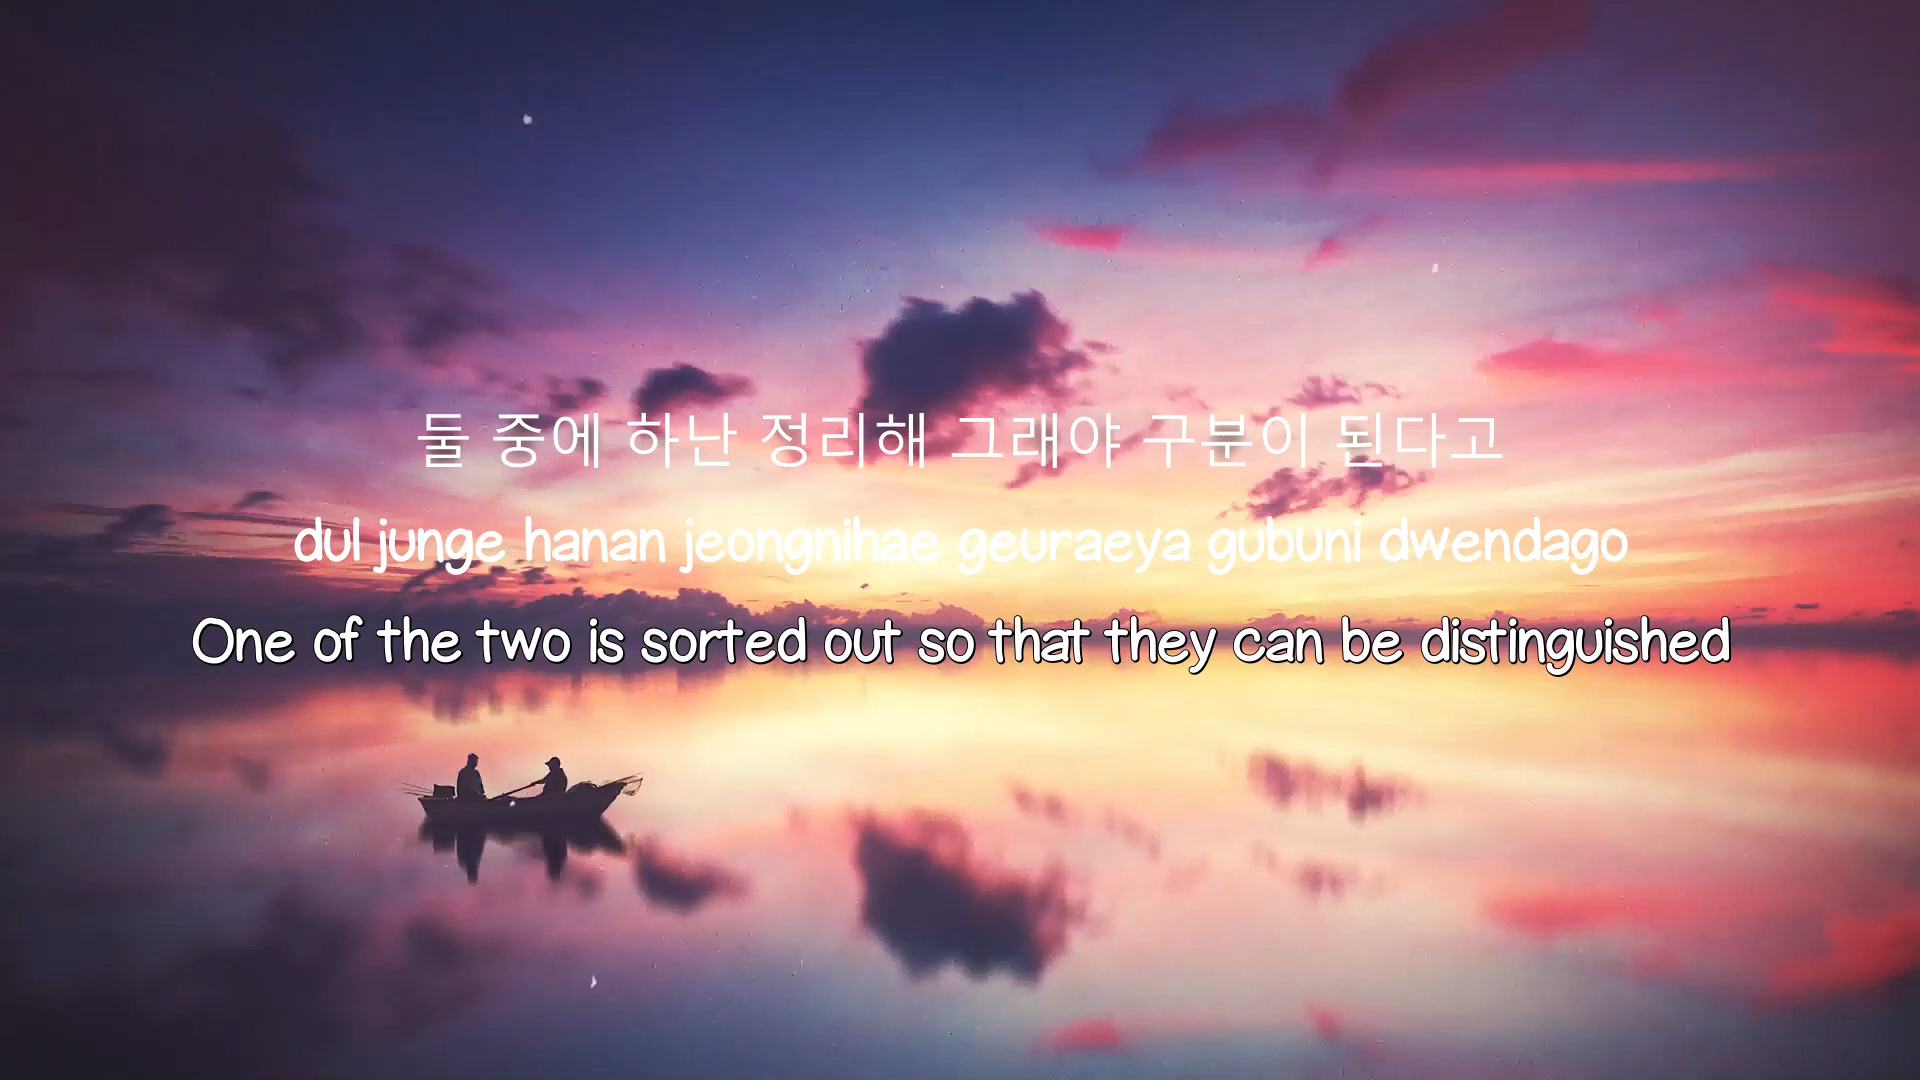 둘 중에 하난 정리해 그래야 구분이 된다고
dul junge hanan jeongnihae geuraeya gubuni dwendago
One of the two is sorted out so that they can be distinguished